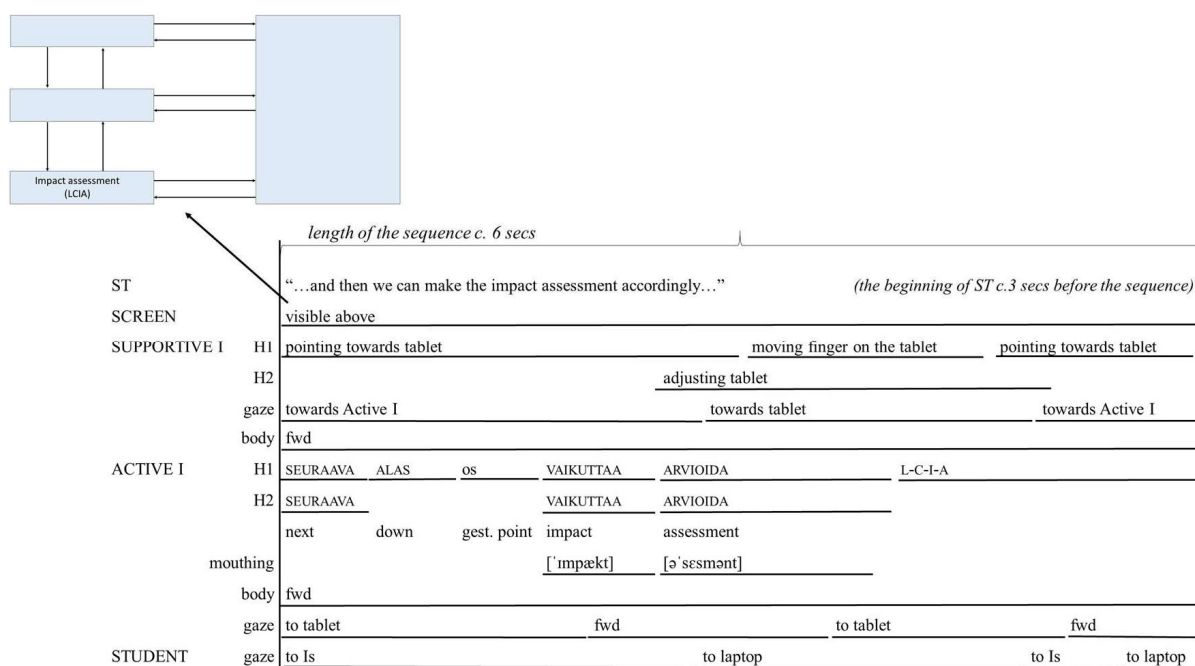 Impact assessment
(LCIA)
length of the sequence c. 6 secs
ST “…and then we can make the impact assessment accordingly…” (the beginning of ST c.3 secs before the sequence)
SCREEN visible above
SUPPORTIVE I H1 pointing towards tablet moving finger on the tablet pointing towards tablet
H2 adjusting tablet
gaze towards Active I towards tablet towards Active I
body fwd
ACTIVE I H1 SEURAAVA ALAS os VAIKUTTAA ARVIOIDA L-C-I-A
H2 SEURAAVA VAIKUTTAA ARVIOIDA
next down gest. point impact assessment
mouthing [ˈɪmpækt] [əˈsɛsmənt]
body fwd
gaze to tablet fwd to tablet fwd
STUDENT gaze to Is to laptop to Is to laptop